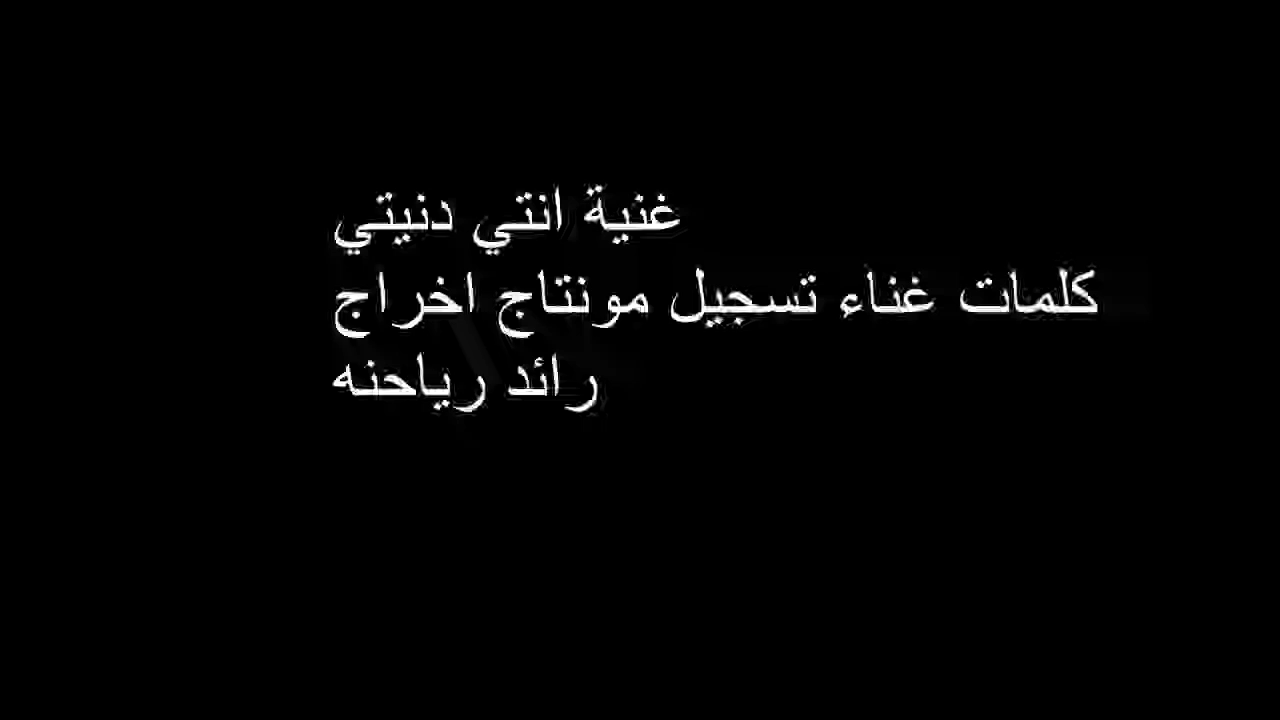 غنية انتي دنيتي
كلمات غناء تسجيل مونتاج اخراج
رائد رياحنه